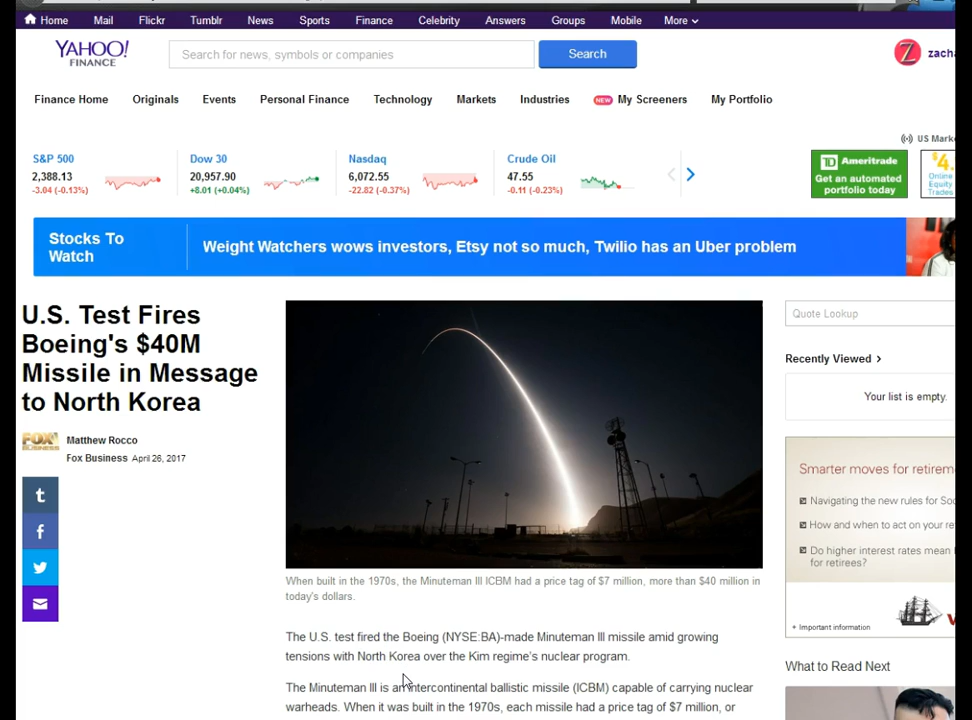 Home Mail Flickr Tumblr News Sports Finance Celebrity Answers Groups Mobile More
YAHOO!
FINANCE
Search for news, symbols or companies
Search
Z
Finance Home Originals Events Personal Finance Technology Markets Industries NEW My Screeners My Portfolio
US
S&P 500
2,388.13
-3.04 (-0.13%)
Dow 30
20,957.90
+8.01 (+0.04%)
Nasdaq
6,072.55
-22.82 (-0.37%)
Crude Oil
47.55
-0.11 (-0.23%)
TD Ameritrade
Get an automated
portfolio today
$4.
Online
Equity
Trades
Stocks To
Watch
Weight Watchers wows investors, Etsy not so much, Twilio has an Uber problem
U.S. Test Fires
Boeing's $40M
Missile in Message
to North Korea
FOX
BUSINESS
Matthew Rocco
Fox Business April 26, 2017
t
f
When built in the 1970s, the Minuteman III ICBM had a price tag of $7 million, more than $40 million in
today's dollars.
The U.S. test fired the Boeing (NYSE:BA)-made Minuteman III missile amid growing
tensions with North Korea over the Kim regime's nuclear program.
The Minuteman III is an intercontinental ballistic missile (ICBM) capable of carrying nuclear
warheads. When it was built in the 1970s, each missile had a price tag of $7 million, or
Quote Lookup
Recently Viewed >
Your list is empty.
Smarter moves for
Navigating the new rules for
How and when to act on your
Do higher interest rates mean
for retirees?
+ Important information
What to Read Next